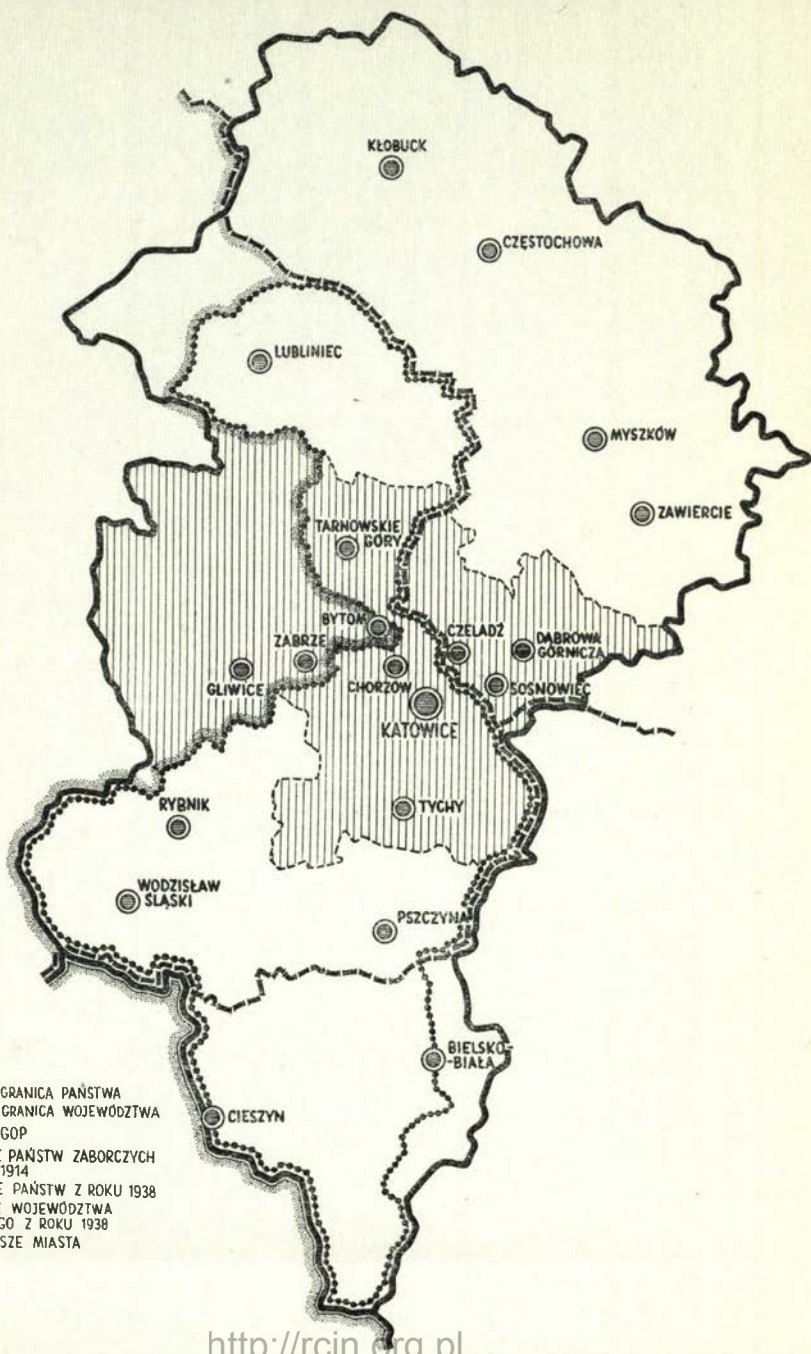 KŁOBUCK
CZĘSTOCHOWA
LUBLINIEC
MYSZKÓW
ZAWIERCIE
TARNOWSKIE
GÓRY
BYTOM
CZELADŹ
DĄBROWA
GÓRNICZA
ZABRZE
GLIWICE
CHORZÓW
SOSNOWIEC
KATOWICE
RYBNIK
TYCHY
WODZISŁAW
ŚLĄSKI
PSZCZYNA
BIELSKO-
-BIAŁA
CIESZYN
GRANICA PAŃSTWA
GRANICA WOJEWÓDZTWA
GOP
E PAŃSTW ZABORCZYCH
1914
E PAŃSTW Z ROKU 1938
E WOJEWÓDZTWA
GO Z ROKU 1938
SZE MIASTA
http://rcin.org.pl